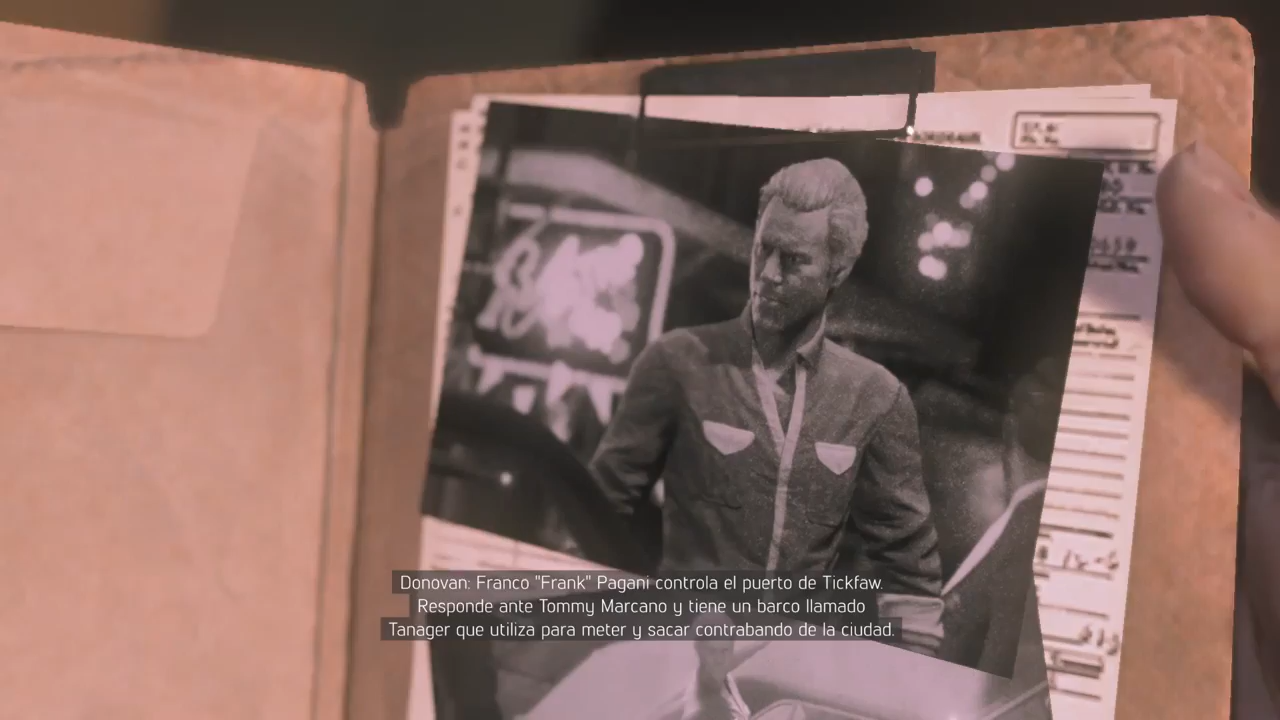 Donovan: Franco "Frank" Pagani controla el puerto de Tickfaw.
Responde ante Tommy Marcano y tiene un barco llamado
Tanager que utiliza para meter y sacar contrabando de la ciudad.